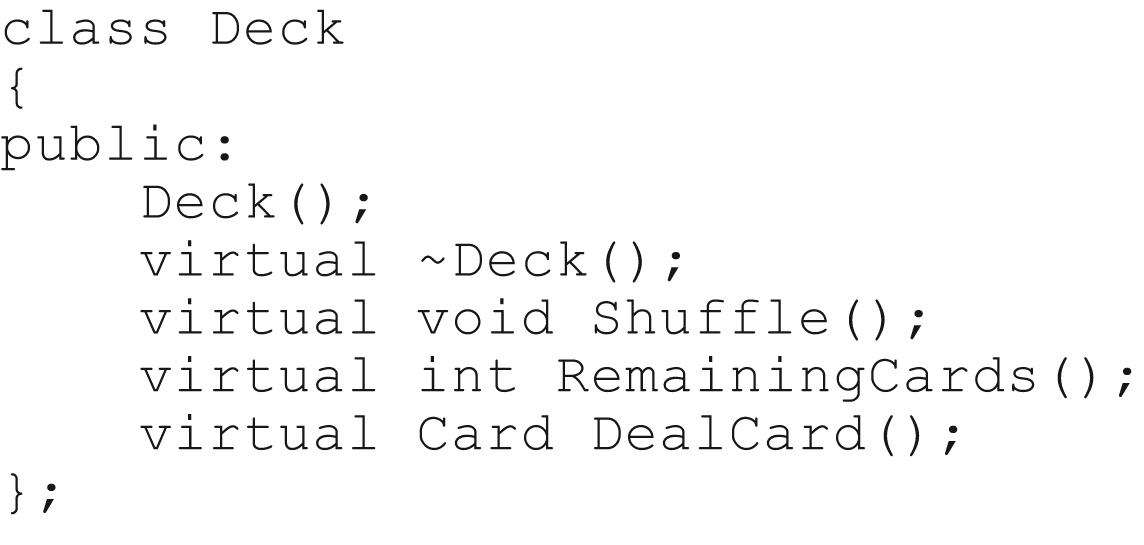 class Deck
{
public:
    Deck();
    virtual ~Deck();
    virtual void Shuffle();
    virtual int RemainingCards();
    virtual Card DealCard();
};